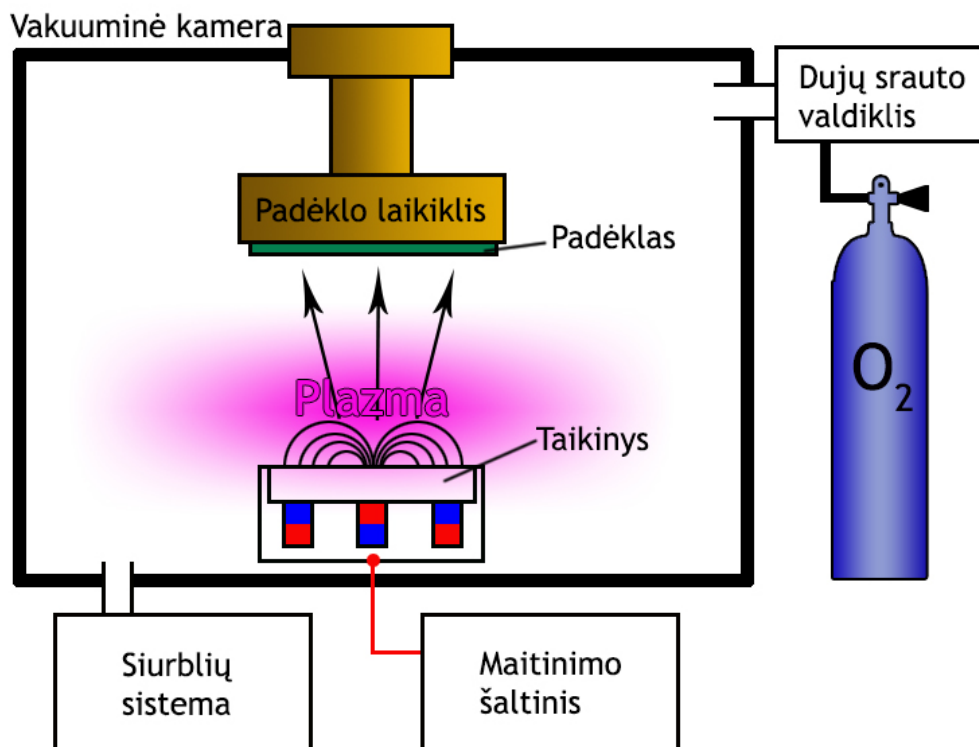 Vakuuminė kamera
Dujų srauto
valdiklis
Padėklo laikiklis
Padėklas
Plazma
O₂
Taikinys
Siurblių
sistema
Maitinimo
šaltinis